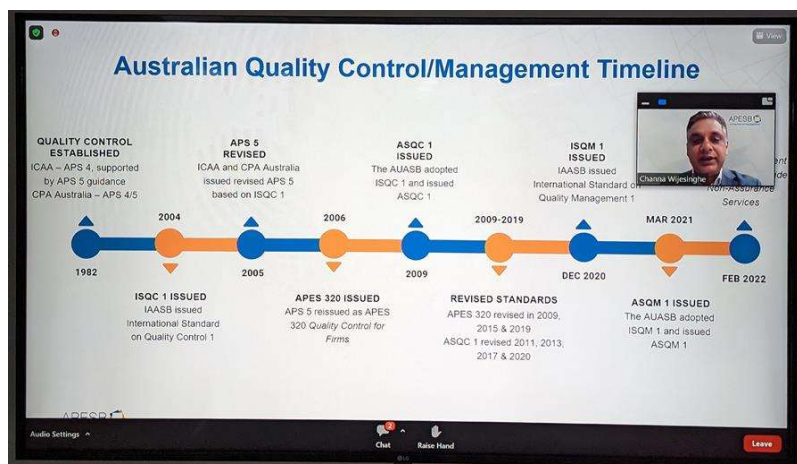 View
Australian Quality Control/Management Timeline
APESB
Channa Wijesinghe
QUALITY CONTROL
ESTABLISHED
ICAA – APS 4, supported
by APS 5 guidance
CPA Australia – APS 4/5
APS 5
REVISED
ICAA and CPA Australia
issued revised APS 5
based on ISQC 1
ASQC 1
ISSUED
The AUASB adopted
ISQC 1 and issued
ASQC 1
ISQM 1
ISSUED
IAASB issued
International Standard on
Quality Management 1
Non-Assurance
Services
2004
2006
2009-2019
MAR 2021
1982
2005
2009
DEC 2020
FEB 2022
ISQC 1 ISSUED
IAASB issued
International Standard
on Quality Control 1
APES 320 ISSUED
APS 5 reissued as APES
320 Quality Control for
Firms
REVISED STANDARDS
APES 320 revised in 2009,
2015 & 2019
ASQC 1 revised 2011, 2013,
2017 & 2020
ASQM 1 ISSUED
The AUASB adopted
ISQM 1 and issued
ASQM 1
APESB
Audio Settings
2
Chat
Raise Hand
Leave
LG